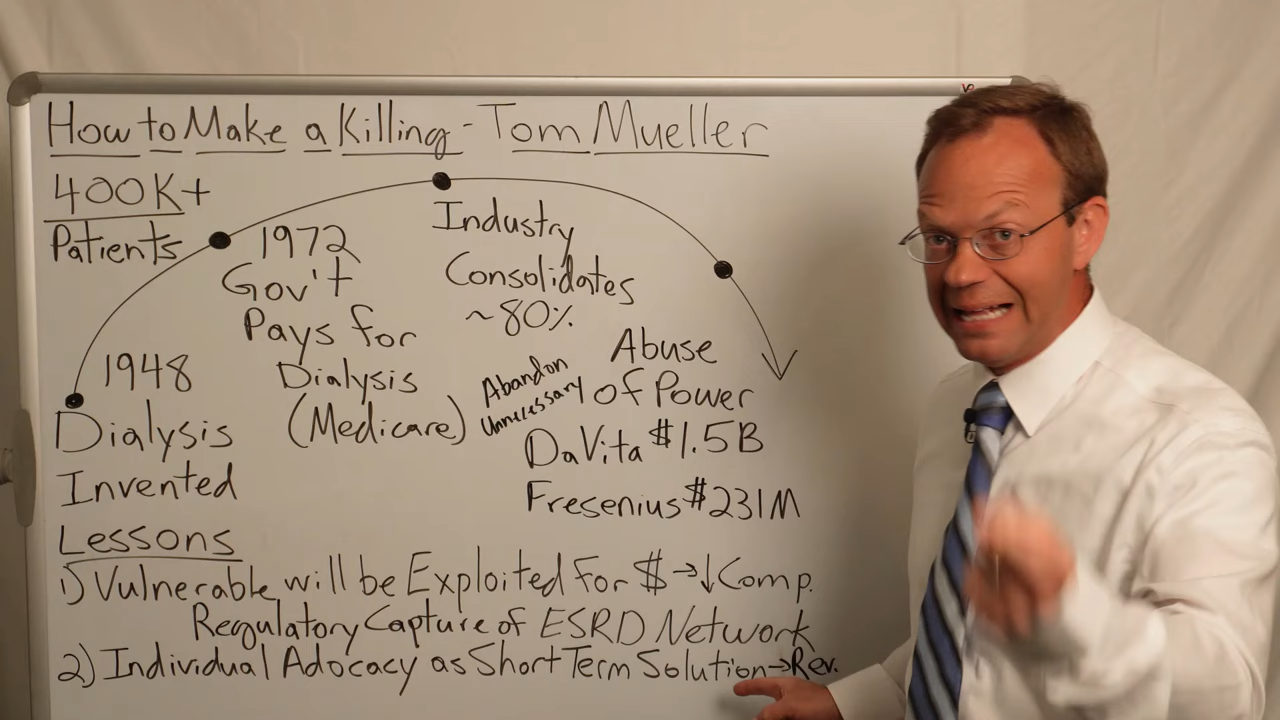 How to Make a Killing - Tom Mueller
400K+
Patients
1948
Dialysis
Invented
1972
Gov't
Pays for
Dialysis
(Medicare)
Industry
Consolidates
~80%
Abandon
Unnecessary
Abuse
of Power
DaVita $1.5B
Fresenius $231M
Lessons
1) Vulnerable will be Exploited for $→↓Comp.
Regulatory Capture of ESRD Network
2) Individual Adocacy as Short Term Solution→Rev.